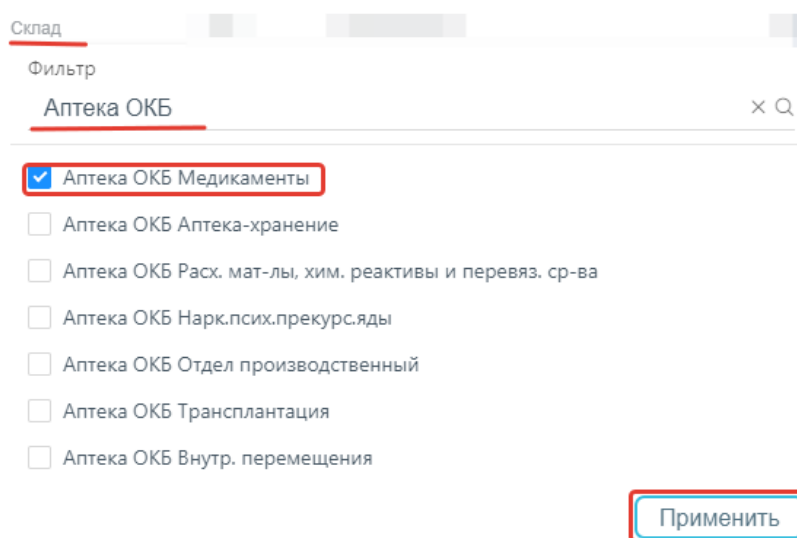 Склад
Фильтр
Аптека ОКБ
Аптека ОКБ Медикаменты
Аптека ОКБ Аптека-хранение
Аптека ОКБ Расх. мат-лы, хим. реактивы и перевяз. ср-ва
Аптека ОКБ Нарк.псих.прекурс.яды
Аптека ОКБ Отдел производственный
Аптека ОКБ Трансплантация
Аптека ОКБ Внутр. перемещения
Применить